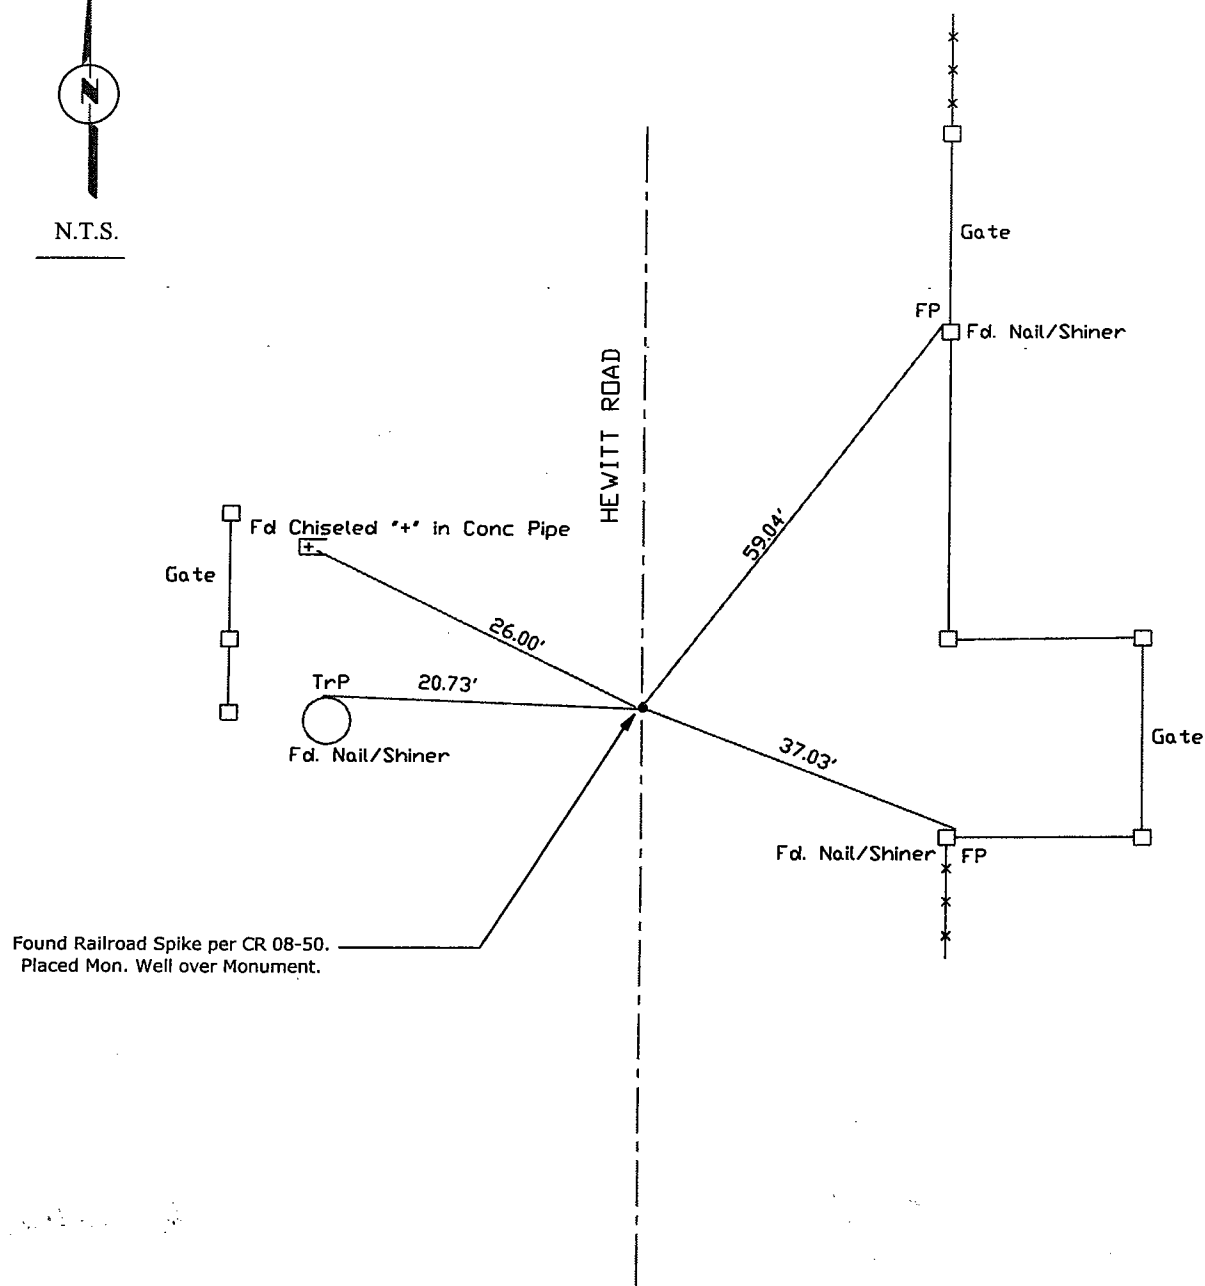 N
N.T.S.
Gate
FP
Fd. Nail/Shiner
HEWITT ROAD
59.04'
Fd Chiseled "+" in Conc Pipe
+
Gate
26.00'
TrP
20.73'
Fd. Nail/Shiner
37.03'
Gate
Fd. Nail/Shiner
FP
Found Railroad Spike per CR 08-50.
Placed Mon. Well over Monument.